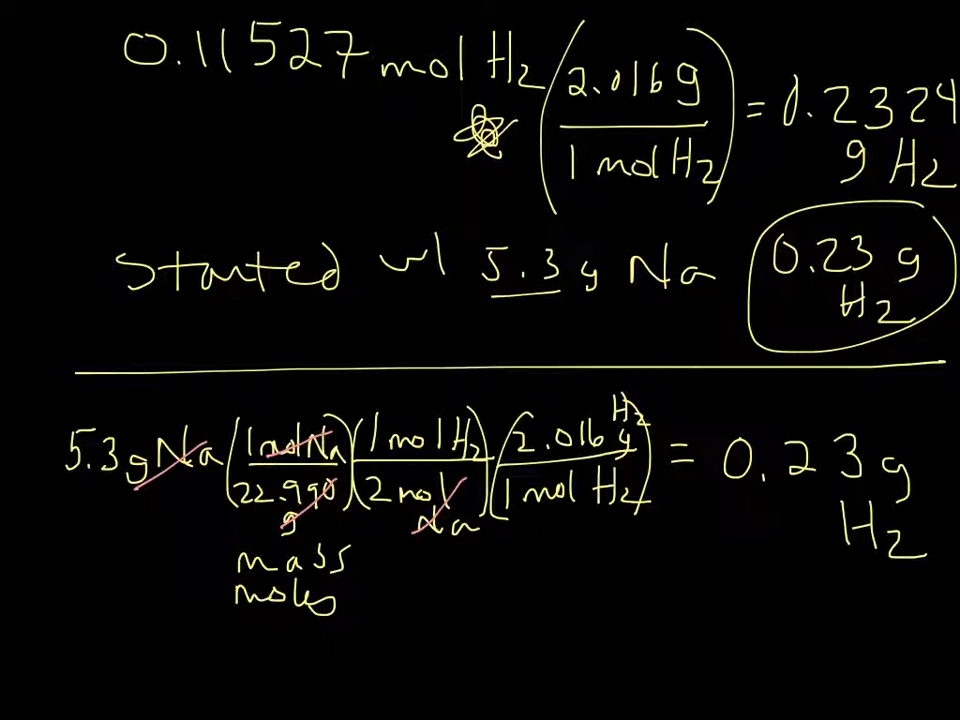 0.11527 mol H₂ (2.016 g / 1 mol H₂) = 0.2324 g H₂
started w/ 5.3 g Na 0.23 g H₂
5.3 g Na (1 mol Na / 22.990 g) (1 mol H₂ / 2 mol Na) (2.016 g H₂ / 1 mol H₂) = 0.23 g H₂
mass
moles